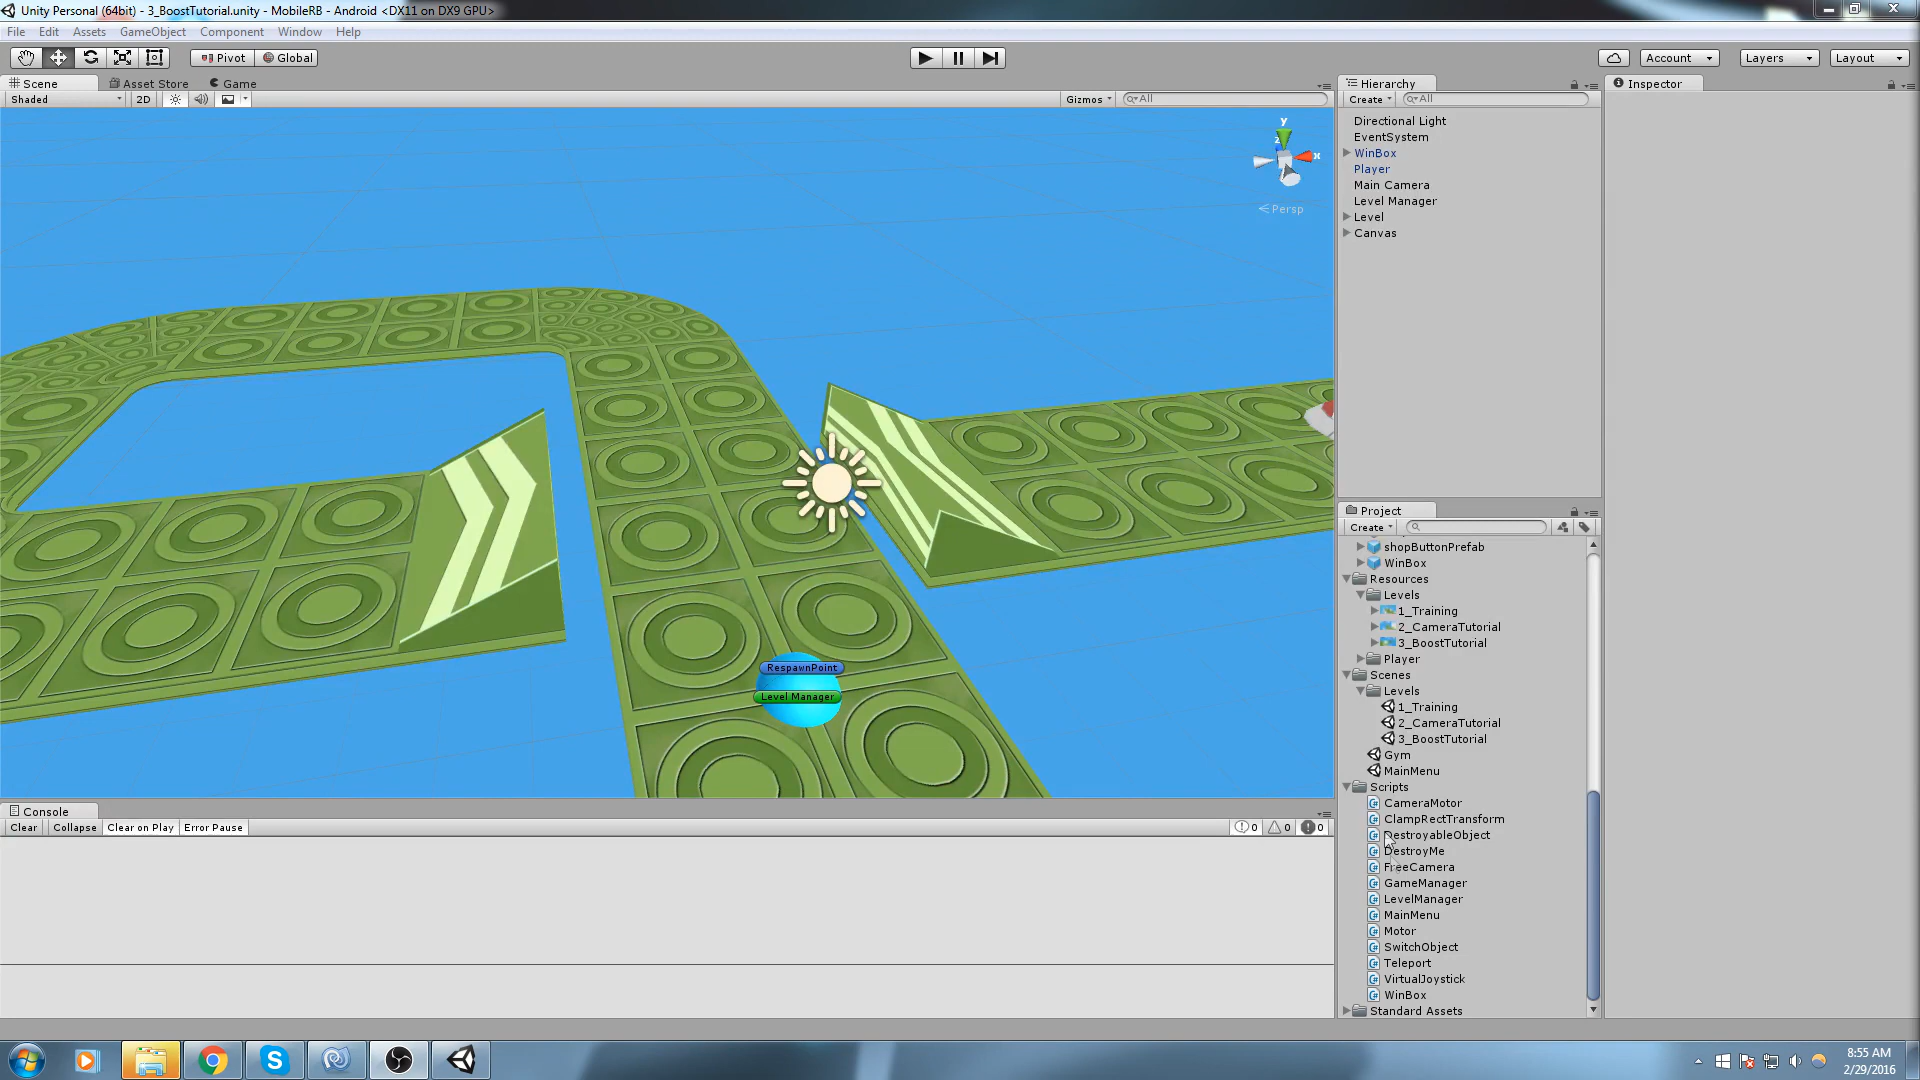 Unity Personal (64bit) - 3_BoostTutorial.unity - MobileRB - Android <DX11 on DX9 GPU>
File Edit Assets GameObject Component Window Help
Pivot Global Account Layers Layout
Scene Asset Store Game
Shaded 2D Gizmos All
y
z
x
Persp
RespawnPoint
Level Manager
Console
Clear Collapse Clear on Play Error Pause 0 0 0
Hierarchy
Create All
Directional Light
EventSystem
WinBox
Player
Main Camera
Level Manager
Level
Canvas
Project
Create
shopButtonPrefab
WinBox
Resources
Levels
1_Training
2_CameraTutorial
3_BoostTutorial
Player
Scenes
Levels
1_Training
2_CameraTutorial
3_BoostTutorial
Gym
MainMenu
Scripts
CameraMotor
ClampRectTransform
DestroyableObject
DestroyMe
FreeCamera
GameManager
LevelManager
MainMenu
Motor
SwitchObject
Teleport
VirtualJoystick
WinBox
Standard Assets
Inspector
8:55 AM
2/29/2016